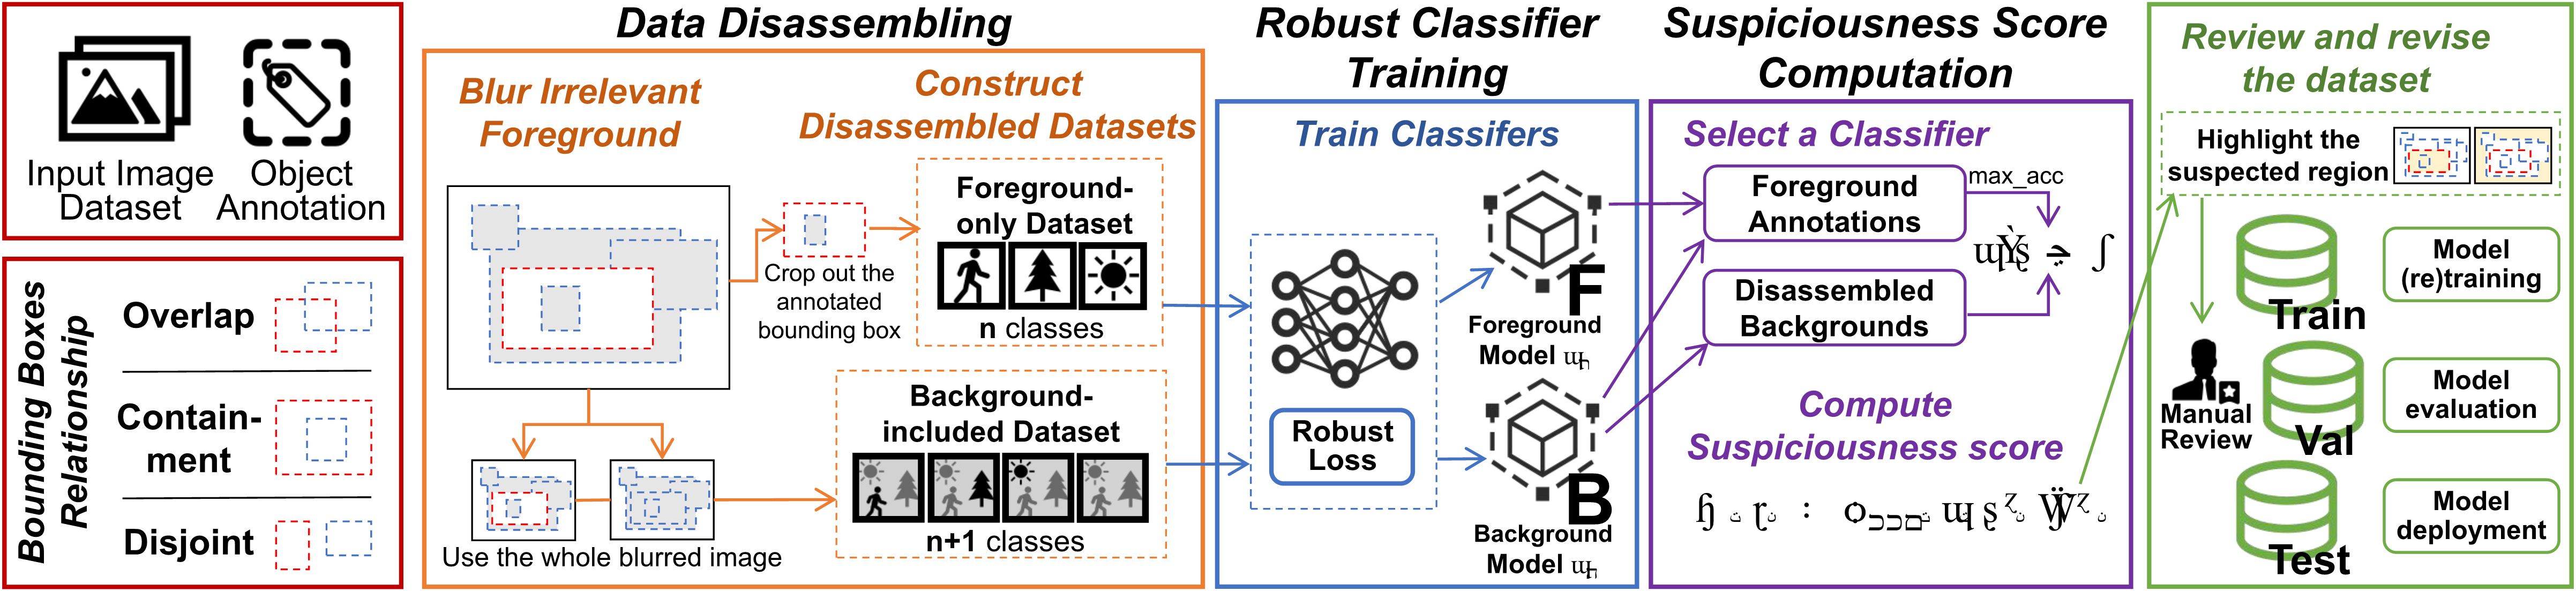 Input Image
Dataset
Object
Annotation
Bounding Boxes
Relationship
Overlap
Contain-
ment
Disjoint
Data Disassembling
Blur Irrelevant
Foreground
Construct
Disassembled Datasets
Crop out the
annotated
bounding box
Foreground-
only Dataset
n classes
Background-
included Dataset
n+1 classes
Use the whole blurred image
Robust Classifier
Training
Train Classifers
Robust
Loss
F
Foreground
Model
B
Background
Model
Suspiciousness Score
Computation
Select a Classifier
Foreground
Annotations
max_acc
Disassembled
Backgrounds
Compute
Suspiciousness score
Review and revise
the dataset
Highlight the
suspected region
Manual
Review
Train
Model
(re)training
Val
Model
evaluation
Test
Model
deployment